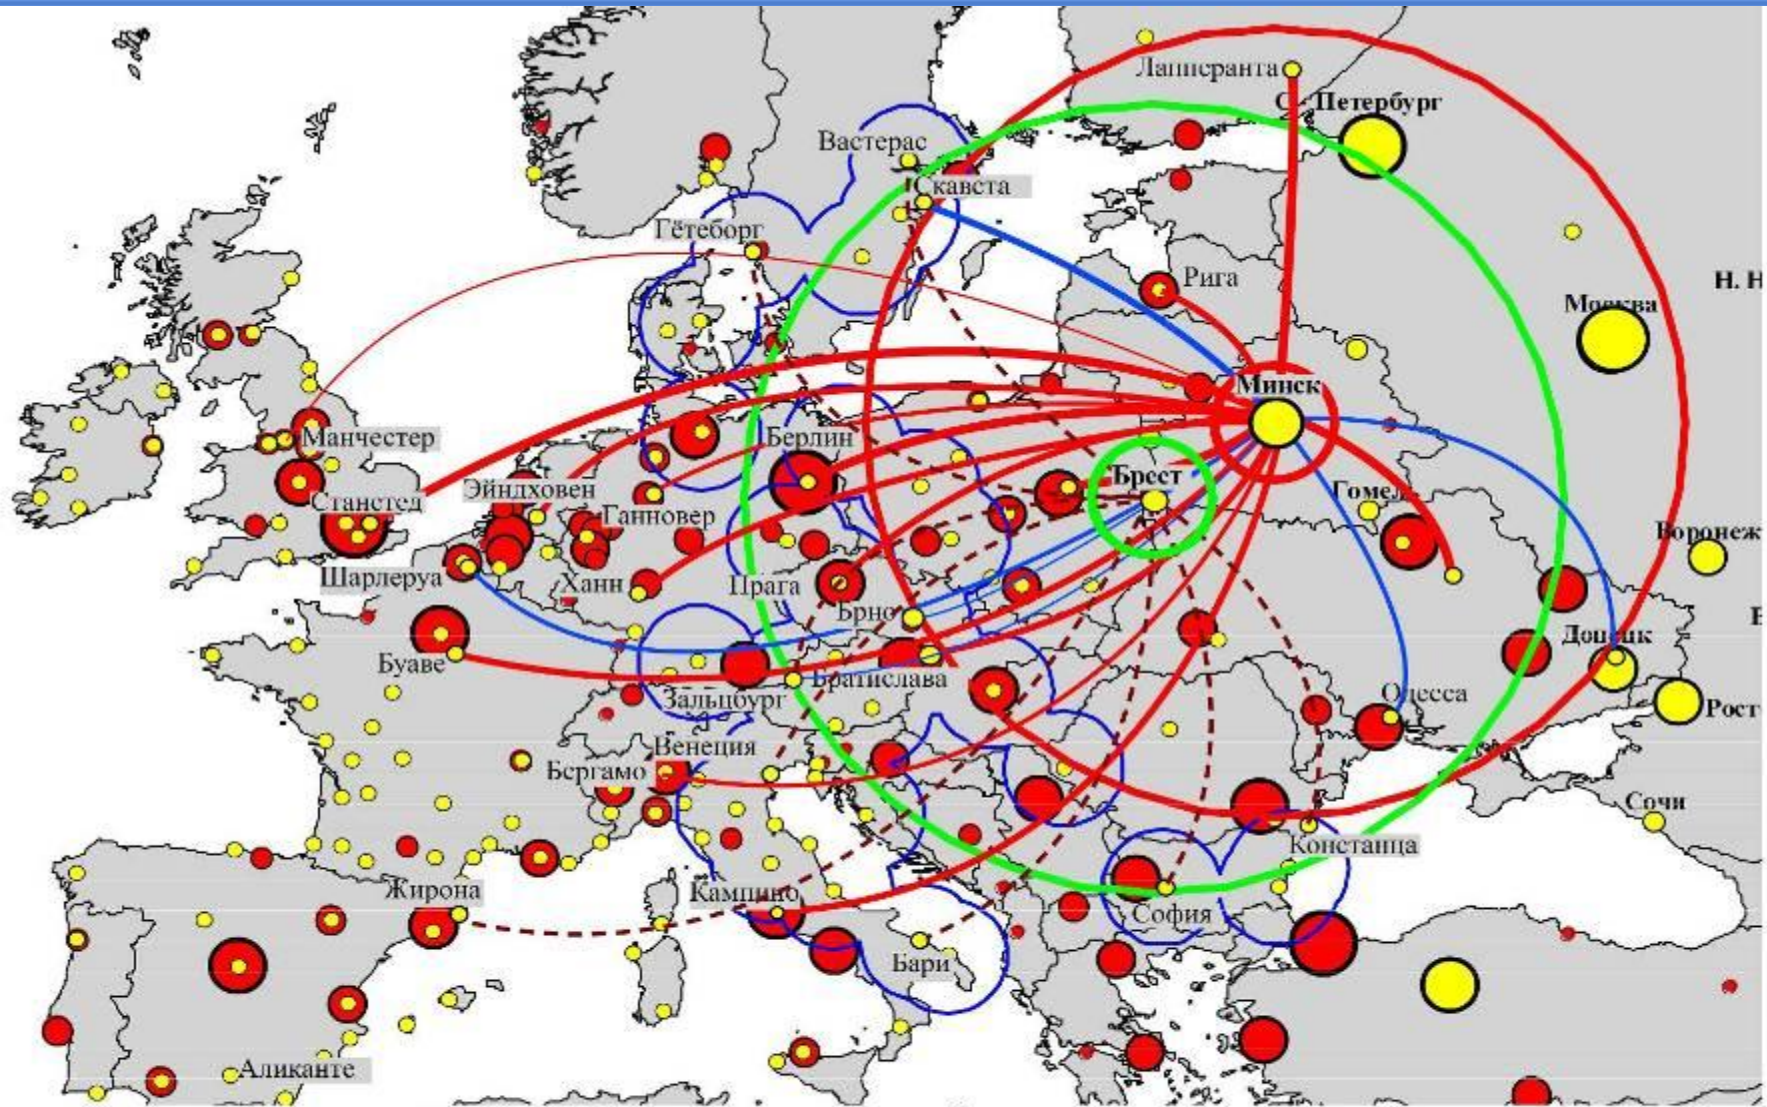 Лапперанта
С. Петербург
Вастерас
Скавста
Гётеборг
Рига
Н. Н
Москва
Минск
Манчестер
Берлин
Станстед
Эйндховен
Брест
Гомель
Ганновер
Воронеж
Шарлеруа
Ханн
Прага
Брно
Донецк
Буаве
Братислава
Зальцбург
Одесса
Рост
Венеция
Бергамо
Сочи
Констанца
Жирона
Кампино
София
Бари
Аликанте